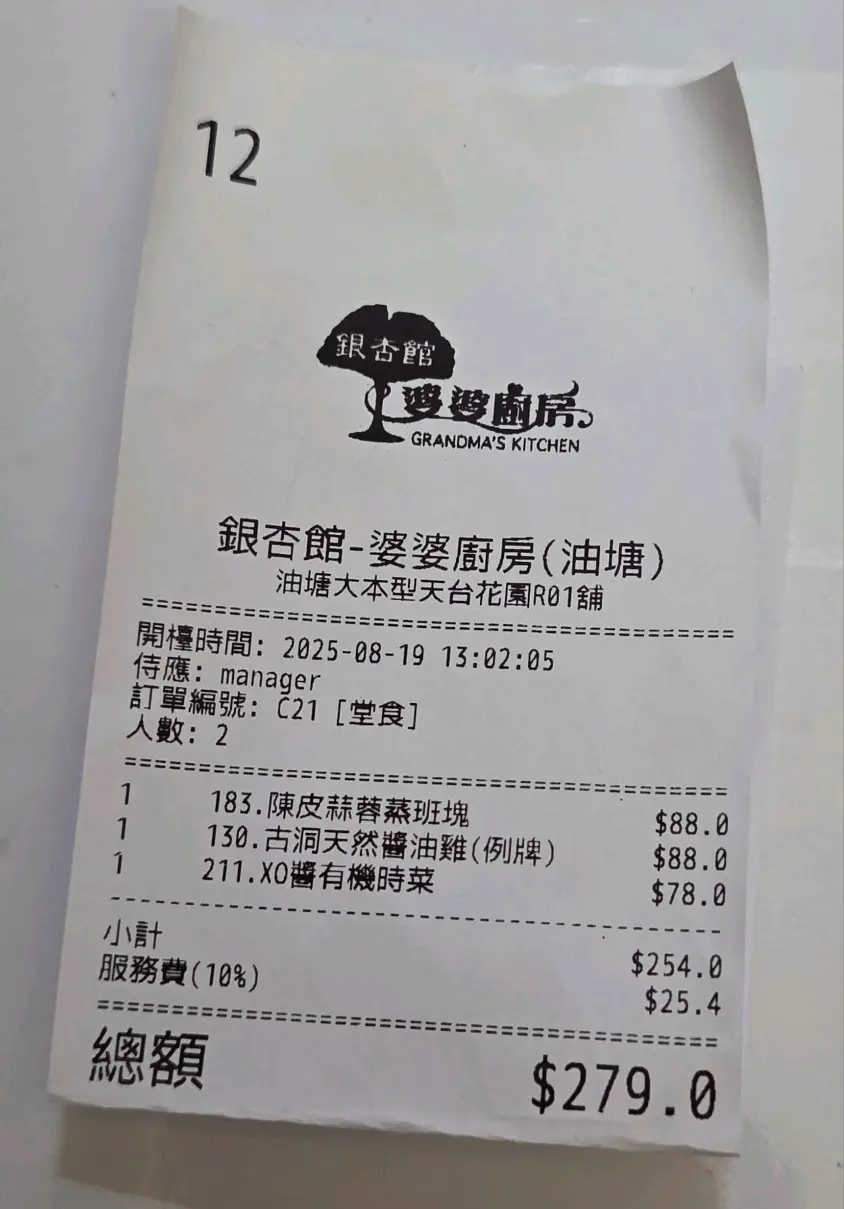 12
銀杏館
婆婆廚房
GRANDMA'S KITCHEN
銀杏館-婆婆廚房(油塘)
油塘大本型天台花園R01舖
==========================================
開檯時間: 2025-08-19 13:02:05
侍應: manager
訂單編號: C21 [堂食]
人數: 2
==========================================
1 183.陳皮蒜蓉蒸班塊 $88.0
1 130.古洞天然醬油雞(例牌) $88.0
1 211.XO醬有機時菜 $78.0
------------------------------------------
小計 $254.0
服務費(10%) $25.4
==========================================
總額 $279.0